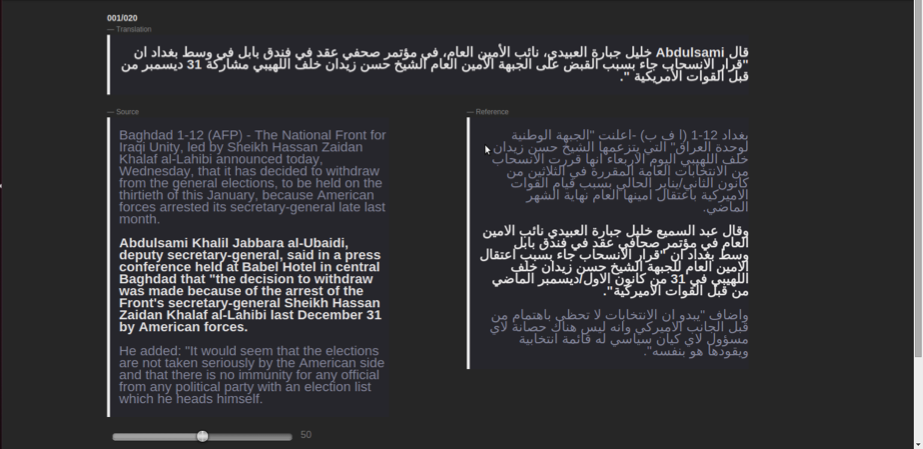 001/020
— Translation
قال Abdulsami خليل جبارة العبيدي، نائب الأمين العام، في مؤتمر صحفي عقد في فندق بابل في وسط بغداد ان
"قرار الانسحاب جاء بسبب القبض على الجبهة الأمين العام الشيخ حسن زيدان خلف اللهيبي مشاركة 31 ديسمبر من
قبل القوات الأمريكية ".
— Source
Baghdad 1-12 (AFP) - The National Front for
Iraqi Unity, led by Sheikh Hassan Zaidan
Khalaf al-Lahibi announced today,
Wednesday, that it has decided to withdraw
from the general elections, to be held on the
thirtieth of this January, because American
forces arrested its secretary-general late last
month.
Abdulsami Khalil Jabbara al-Ubaidi,
deputy secretary-general, said in a press
conference held at Babel Hotel in central
Baghdad that "the decision to withdraw
was made because of the arrest of the
Front's secretary-general Sheikh Hassan
Zaidan Khalaf al-Lahibi last December 31
by American forces.
He added: "It would seem that the elections
are not taken seriously by the American side
and that there is no immunity for any official
from any political party with an election list
which he heads himself.
— Reference
بغداد 12-1 (ا ف ب) -اعلنت "الجبهة الوطنية
لوحدة العراق" التي يتزعمها الشيخ حسن زيدان
خلف اللهيبي اليوم الاربعاء انها قررت الانسحاب
من الانتخابات العامة المقررة في الثلاثين من
كانون الثاني/يناير الحالي بسبب قيام القوات
الاميركية باعتقال امينها العام نهاية الشهر
الماضي.
وقال عبد السميع خليل جبارة العبيدي نائب الامين
العام في مؤتمر صحافي عقد في فندق بابل
وسط بغداد ان "قرار الانسحاب جاء بسبب اعتقال
الامين العام للجبهة الشيخ حسن زيدان خلف
اللهيبي في 31 من كانون الاول/ديسمبر الماضي
من قبل القوات الاميركية".
واضاف "يبدو ان الانتخابات لا تحظى باهتمام من
قبل الجانب الاميركي وانه ليس هناك حصانة لاي
مسؤول لاي كيان سياسي له قائمة انتخابية
ويقودها هو بنفسه".
50